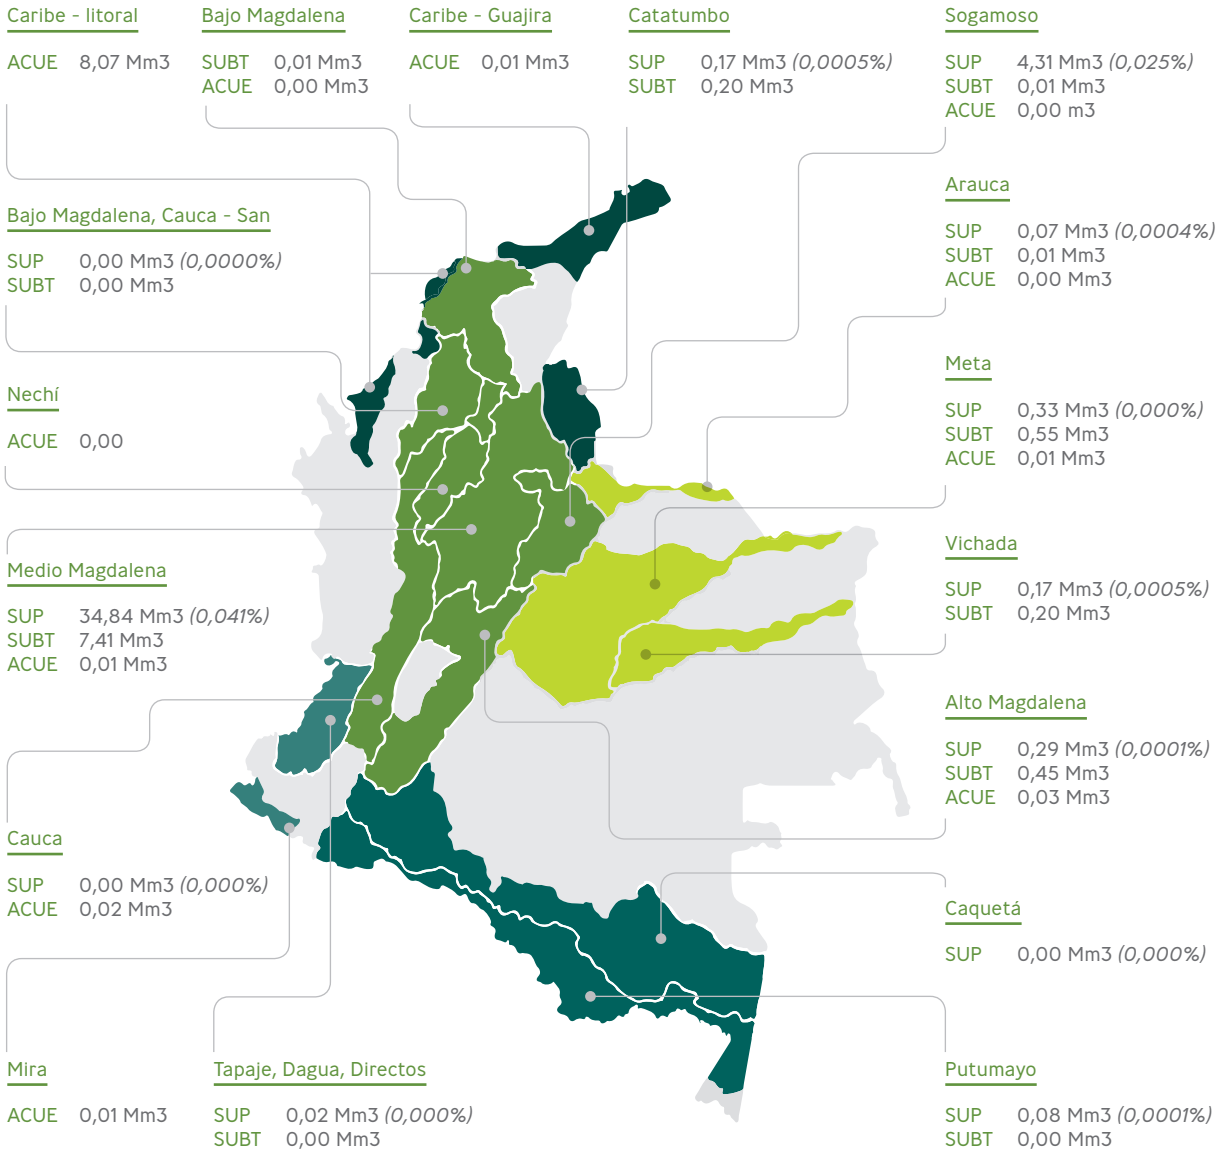 Caribe - litoral
ACUE 8,07 Mm3
Bajo Magdalena
SUBT 0,01 Mm3
ACUE 0,00 Mm3
Caribe - Guajira
ACUE 0,01 Mm3
Catatumbo
SUP 0,17 Mm3 (0,0005%)
SUBT 0,20 Mm3
Sogamoso
SUP 4,31 Mm3 (0,025%)
SUBT 0,01 Mm3
ACUE 0,00 m3
Bajo Magdalena, Cauca - San
SUP 0,00 Mm3 (0,0000%)
SUBT 0,00 Mm3
Arauca
SUP 0,07 Mm3 (0,0004%)
SUBT 0,01 Mm3
ACUE 0,00 Mm3
Nechí
ACUE 0,00
Meta
SUP 0,33 Mm3 (0,000%)
SUBT 0,55 Mm3
ACUE 0,01 Mm3
Medio Magdalena
SUP 34,84 Mm3 (0,041%)
SUBT 7,41 Mm3
ACUE 0,01 Mm3
Vichada
SUP 0,17 Mm3 (0,0005%)
SUBT 0,20 Mm3
Alto Magdalena
SUP 0,29 Mm3 (0,0001%)
SUBT 0,45 Mm3
ACUE 0,03 Mm3
Cauca
SUP 0,00 Mm3 (0,000%)
ACUE 0,02 Mm3
Caquetá
SUP 0,00 Mm3 (0,000%)
Mira
ACUE 0,01 Mm3
Tapaje, Dagua, Directos
SUP 0,02 Mm3 (0,000%)
SUBT 0,00 Mm3
Putumayo
SUP 0,08 Mm3 (0,0001%)
SUBT 0,00 Mm3